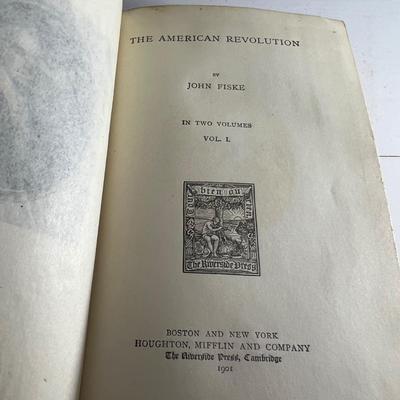 THE AMERICAN REVOLUTION
BY
JOHN FISKE
IN TWO VOLUMES
VOL. I.
Tout bien ou rien
The Riverside Press
BOSTON AND NEW YORK
HOUGHTON, MIFFLIN AND COMPANY
The Riverside Press, Cambridge
1901